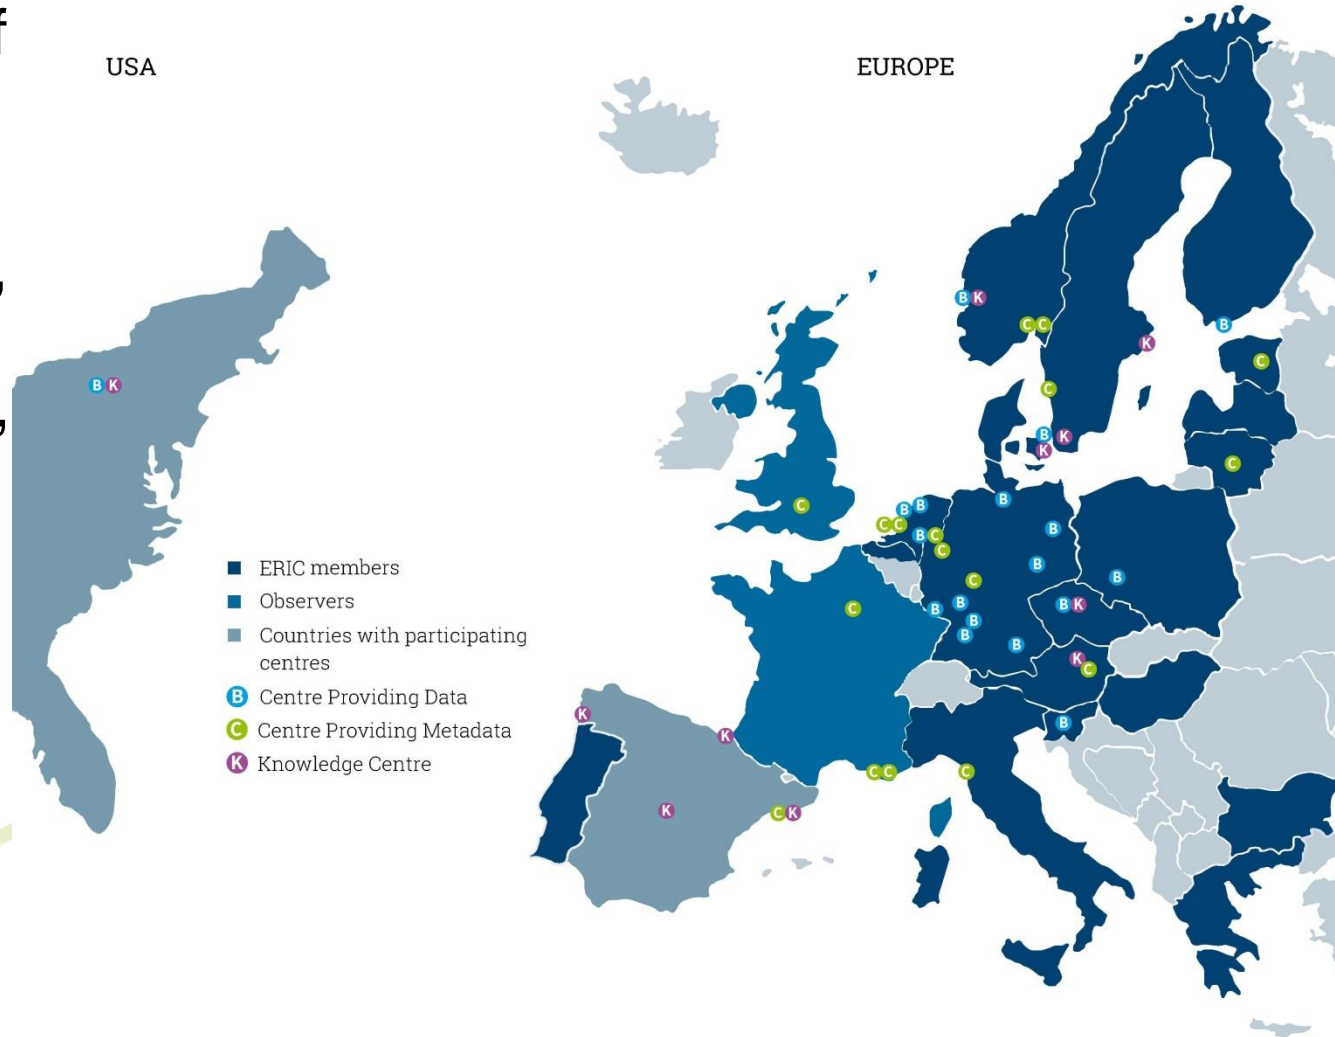 f
USA
EUROPE
,
,
ERIC members
Observers
Countries with participating
centres
B Centre Providing Data
C Centre Providing Metadata
K Knowledge Centre
B K
B K
C C
K
B
C
C
B
K
K
C
C
B B
C C
B C
C
B
B
B
C
B
B
B
B
B
B
B K
K
C
B
C
K
K
K
C K
C C
C